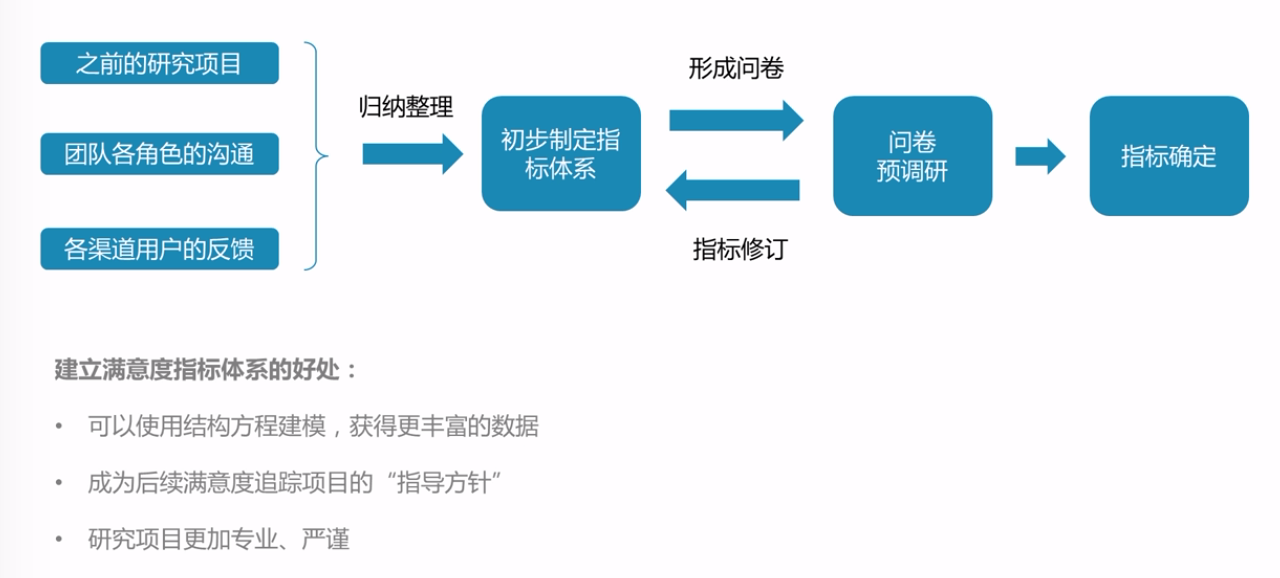 之前的研究项目
团队各角色的沟通
各渠道用户的反馈
归纳整理
初步制定指
标体系
形成问卷
指标修订
问卷
预调研
指标确定
建立满意度指标体系的好处：
• 可以使用结构方程建模，获得更丰富的数据
• 成为后续满意度追踪项目的“指导方针”
• 研究项目更加专业、严谨